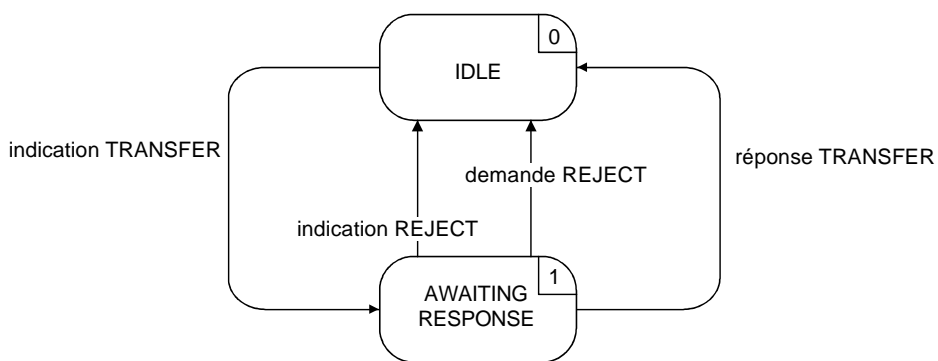 0
IDLE
indication TRANSFER
réponse TRANSFER
demande REJECT
indication REJECT
1
AWAITING
RESPONSE